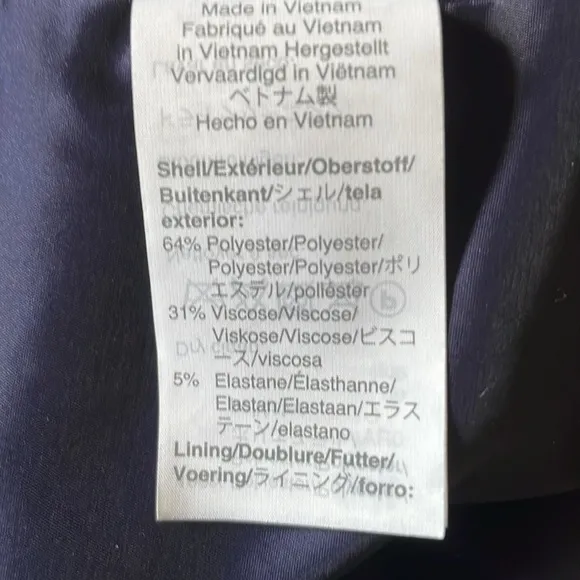 Made in Vietnam
Fabriqué au Vietnam
in Vietnam Hergestellt
Vervaardigd in Viëtnam
ベトナム製
Hecho en Vietnam
Shell/Extérieur/Oberstoff/
Buitenkant/シェル/tela
exterior:
64% Polyester/Polyester/
Polyester/Polyester/ポリ
エステル/poliéster
31% Viscose/Viscose/
Viskose/Viscose/ビスコ
ース/viscosa
5% Elastane/Élasthanne/
Elastan/Elastaan/エラス
テーン/elastano
Lining/Doublure/Futter/
Voering/ライニング/forro: